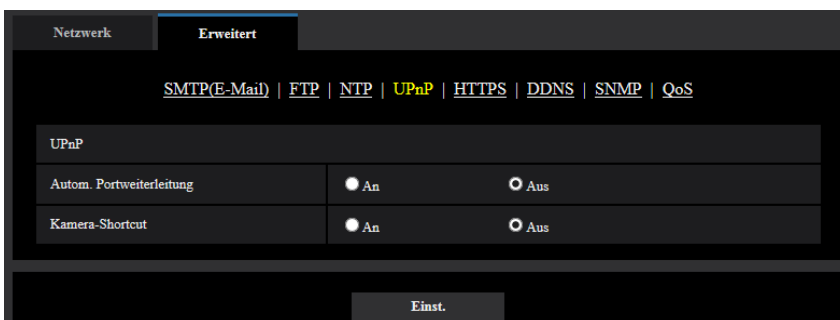 Netzwerk Erweitert
SMTP(E-Mail) | FTP | NTP | UPnP | HTTPS | DDNS | SNMP | QoS
UPnP
Autom. Portweiterleitung An Aus
Kamera-Shortcut An Aus
Einst.